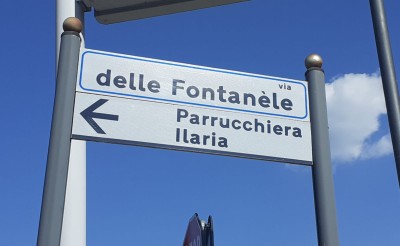 via
delle Fontanèle
Parrucchiera
Ilaria